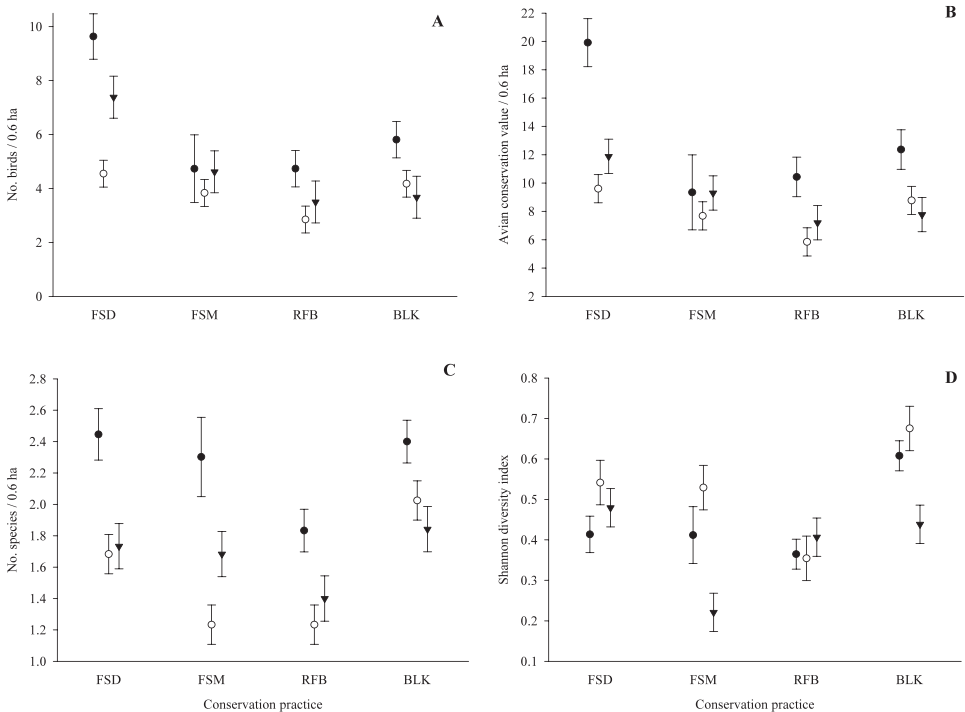 A
No. birds / 0.6 ha
10
8
6
4
2
0
FSD FSM RFB BLK
B
Avian conservation value / 0.6 ha
22
20
18
16
14
12
10
8
6
4
2
FSD FSM RFB BLK
C
No. species / 0.6 ha
2.8
2.6
2.4
2.2
2.0
1.8
1.6
1.4
1.2
1.0
FSD FSM RFB BLK
Conservation practice
D
Shannon diversity index
0.8
0.7
0.6
0.5
0.4
0.3
0.2
0.1
FSD FSM RFB BLK
Conservation practice